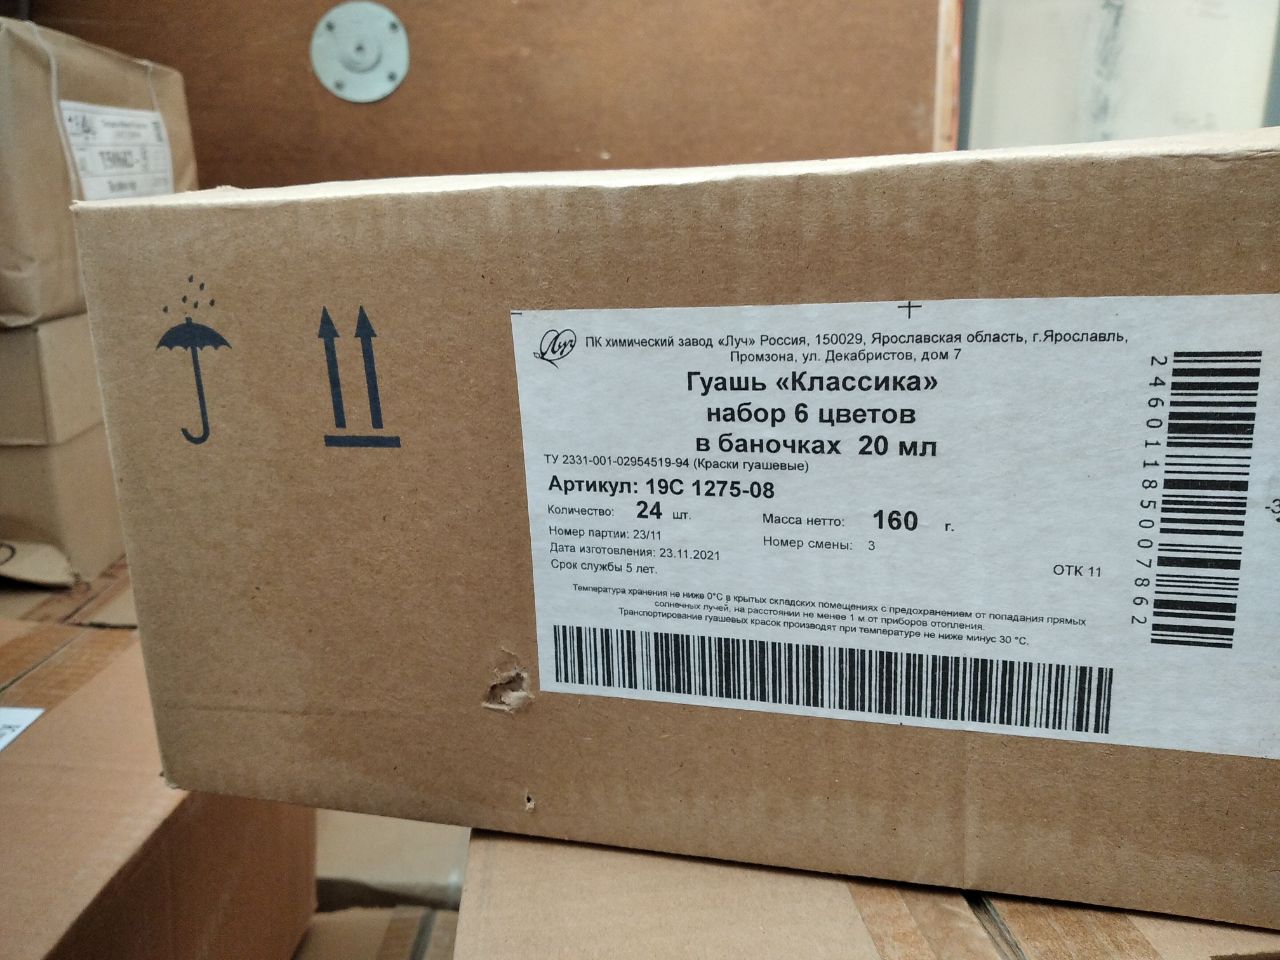 Луч
ПК химический завод «Луч» Россия, 150029, Ярославская область, г.Ярославль,
Промзона, ул. Декабристов, дом 7
Гуашь «Классика»
набор 6 цветов
в баночках 20 мл
ТУ 2331-001-02954519-94 (Краски гуашевые)
Артикул: 19С 1275-08
Количество: 24 шт.
Масса нетто: 160 г.
Номер партии: 23/11
Номер смены: 3
Дата изготовления: 23.11.2021
Срок службы 5 лет.
ОТК 11
Температура хранения не ниже 0°С в крытых складских помещениях с предохранением от попадания прямых
солнечных лучей, на расстоянии не менее 1 м от приборов отопления.
Транспортирование гуашевых красок производят при температуре не ниже минус 30 °С.
24601185007862